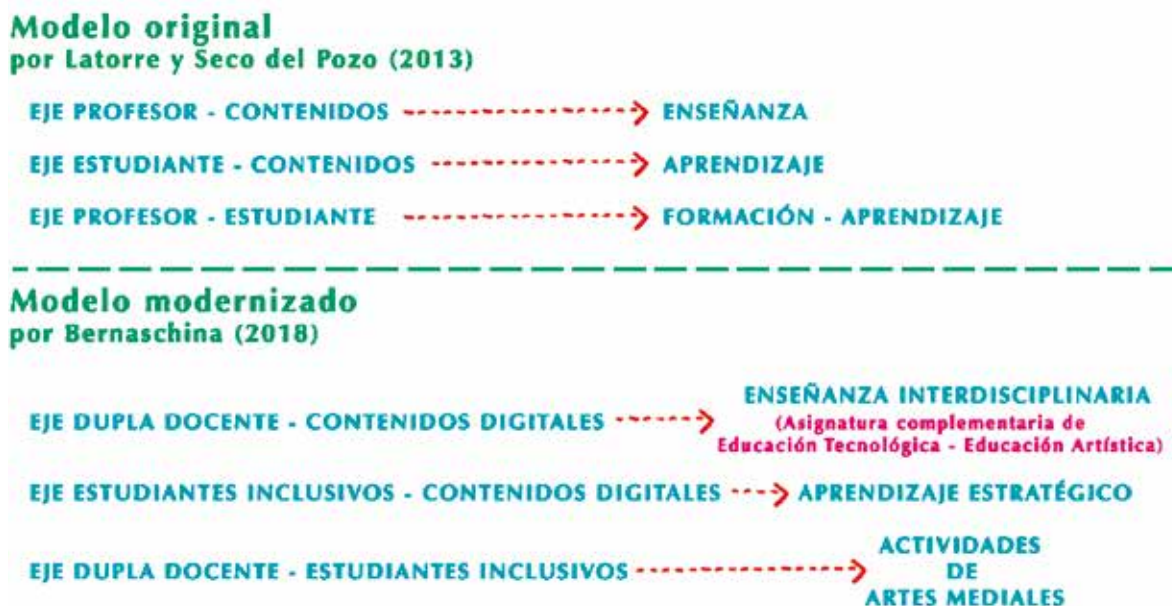 Modelo original
por Latorre y Seco del Pozo (2013)
EJE PROFESOR - CONTENIDOS ENSEÑANZA
EJE ESTUDIANTE - CONTENIDOS APRENDIZAJE
EJE PROFESOR - ESTUDIANTE FORMACIÓN - APRENDIZAJE
Modelo modernizado
por Bernaschina (2018)
EJE DUPLA DOCENTE - CONTENIDOS DIGITALES
ENSEÑANZA INTERDISCIPLINARIA
(Asignatura complementaria de
Educación Tecnológica - Educación Artística)
EJE ESTUDIANTES INCLUSIVOS - CONTENIDOS DIGITALES APRENDIZAJE ESTRATÉGICO
EJE DUPLA DOCENTE - ESTUDIANTES INCLUSIVOS
ACTIVIDADES
DE
ARTES MEDIALES